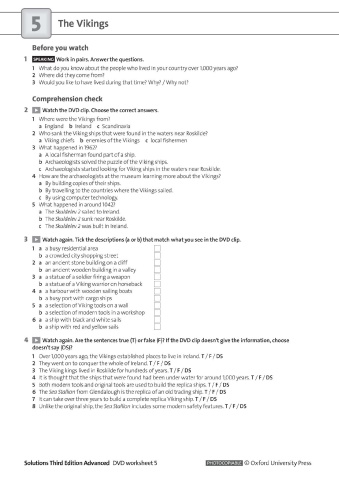 5 The Vikings
Before you watch
1 SPEAKING Work in pairs. Answer the questions.
1 What do you know about the people who lived in your country over 1,000 years ago?
2 Where did they come from?
3 Would you like to have lived during that time? Why? / Why not?
Comprehension check
2 Watch the DVD clip. Choose the correct answers.
1 Where were the Vikings from?
a England b Ireland c Scandinavia
2 Who sank the Viking ships that were found in the waters near Roskilde?
a Viking chiefs b enemies of the Vikings c local fishermen
3 What happened in 1962?
a A local fisherman found part of a ship.
b Archaeologists solved the puzzle of the Viking ships.
c Archaeologists started looking for Viking ships in the waters near Roskilde.
4 How are the archaeologists at the museum learning more about the Vikings?
a By building copies of their ships.
b By travelling to the countries where the Vikings sailed.
c By using computer technology.
5 What happened in around 1042?
a The Skuldelev 2 sailed to Ireland.
b The Skuldelev 2 sunk near Roskilde.
c The Skuldelev 2 was built in Ireland.
3 Watch again. Tick the descriptions (a or b) that match what you see in the DVD clip.
1 a a busy residential area
b a crowded city shopping street
2 a an ancient stone building on a cliff
b an ancient wooden building in a valley
3 a a statue of a soldier firing a weapon
b a statue of a Viking warrior on horseback
4 a a harbour with wooden sailing boats
b a busy port with cargo ships
5 a a selection of Viking tools on a wall
b a selection of modern tools in a workshop
6 a a ship with black and white sails
b a ship with red and yellow sails
4 Watch again. Are the sentences true (T) or false (F)? If the DVD clip doesn't give the information, choose
doesn't say (DS)?
1 Over 1,000 years ago, the Vikings established places to live in Ireland. T / F / DS
2 They went on to conquer the whole of Ireland. T / F / DS
3 The Viking kings lived in Roskilde for hundreds of years. T / F / DS
4 It is thought that the ships that were found had been under water for around 1,000 years. T / F / DS
5 Both modern tools and original tools are used to build the replica ships. T / F / DS
6 The Sea Stallion from Glendalough is the replica of an old trading ship. T / F / DS
7 It can take over three years to build a complete replica Viking ship. T / F / DS
8 Unlike the original ship, the Sea Stallion includes some modern safety features. T / F / DS
Solutions Third Edition Advanced DVD worksheet 5 PHOTOCOPIABLE © Oxford University Press